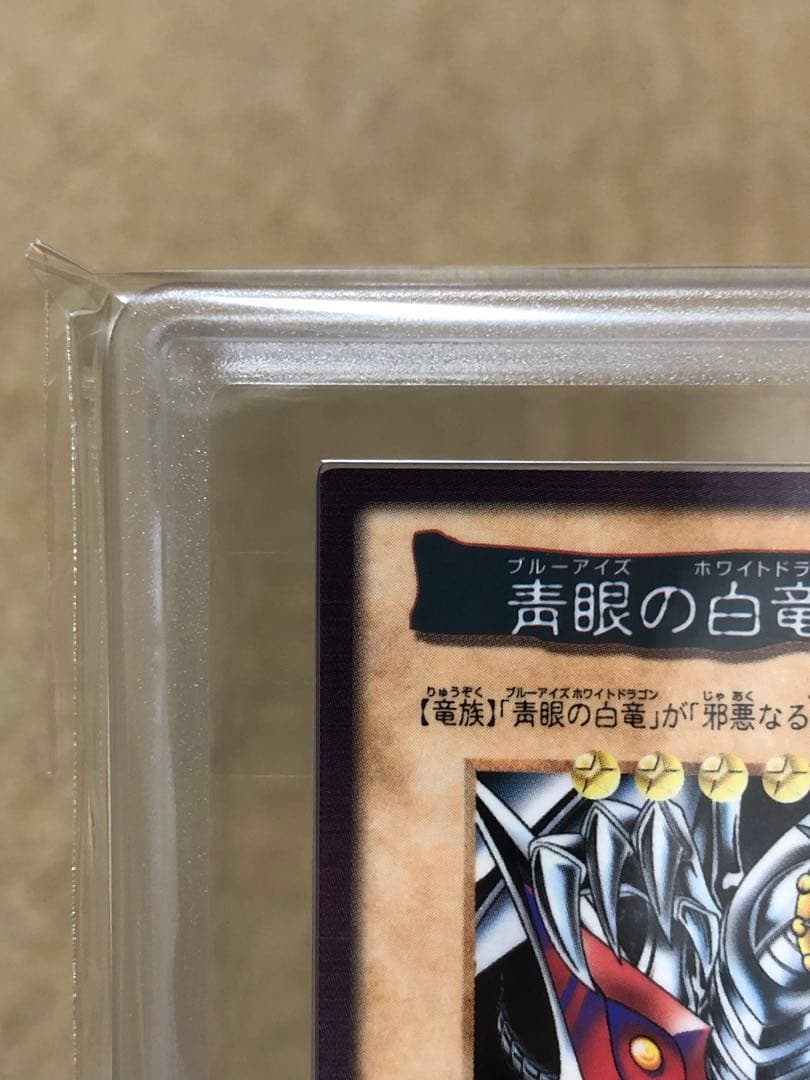 ブルーアイズ ホワイトドラ
青眼の白竜
りゅうぞく ブルーアイズ ホワイトドラゴン じゃ あく
【竜族】「青眼の白竜」が「邪悪なる